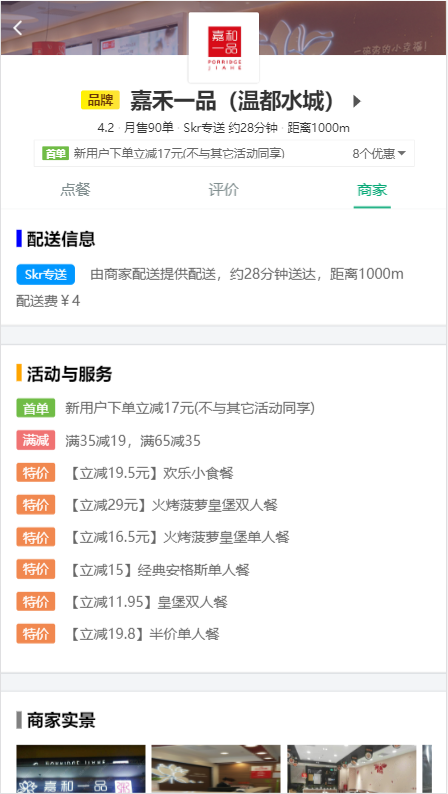 一碗粥的小幸福!
嘉和
一品
PORRIDGE
JIAHE
品牌 嘉禾一品（温都水城）
4.2 · 月售90单 · Skr专送 约28分钟 · 距离1000m
首单 新用户下单立减17元(不与其它活动同享) 8个优惠
点餐 评价 商家
配送信息
Skr专送 由商家配送提供配送，约28分钟送达，距离1000m
配送费￥4
活动与服务
首单 新用户下单立减17元(不与其它活动同享)
满减 满35减19，满65减35
特价 【立减19.5元】欢乐小食餐
特价 【立减29元】火烤菠萝皇堡双人餐
特价 【立减16.5元】火烤菠萝皇堡单人餐
特价 【立减15】经典安格斯单人餐
特价 【立减11.95】皇堡双人餐
特价 【立减19.8】半价单人餐
商家实景
PORRIDGE JIAHE
嘉和一品